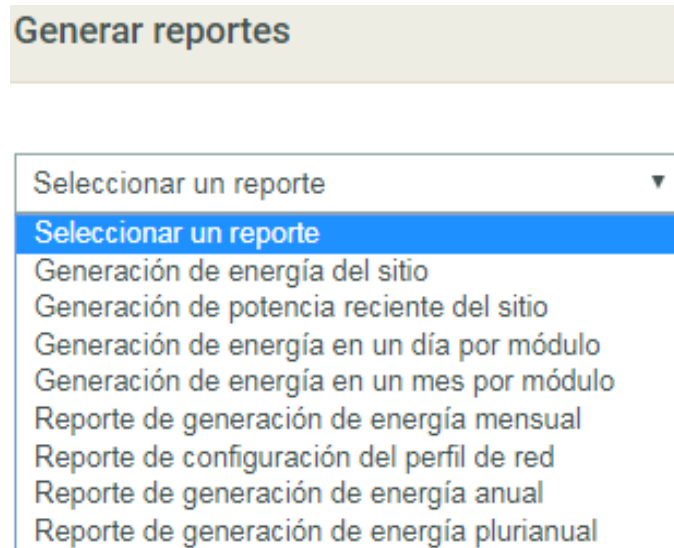 Generar reportes
Seleccionar un reporte
Seleccionar un reporte
Generación de energía del sitio
Generación de potencia reciente del sitio
Generación de energía en un día por módulo
Generación de energía en un mes por módulo
Reporte de generación de energía mensual
Reporte de configuración del perfil de red
Reporte de generación de energía anual
Reporte de generación de energía plurianual